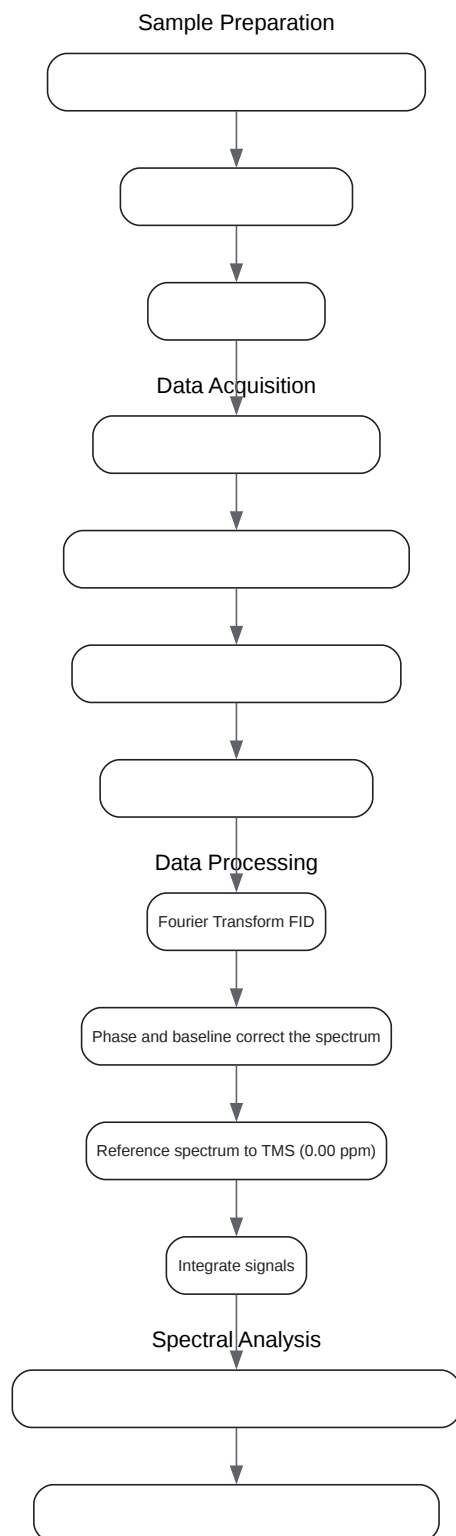 Sample Preparation
Data Acquisition
Data Processing
Fourier Transform FID
Phase and baseline correct the spectrum
Reference spectrum to TMS (0.00 ppm)
Integrate signals
Spectral Analysis